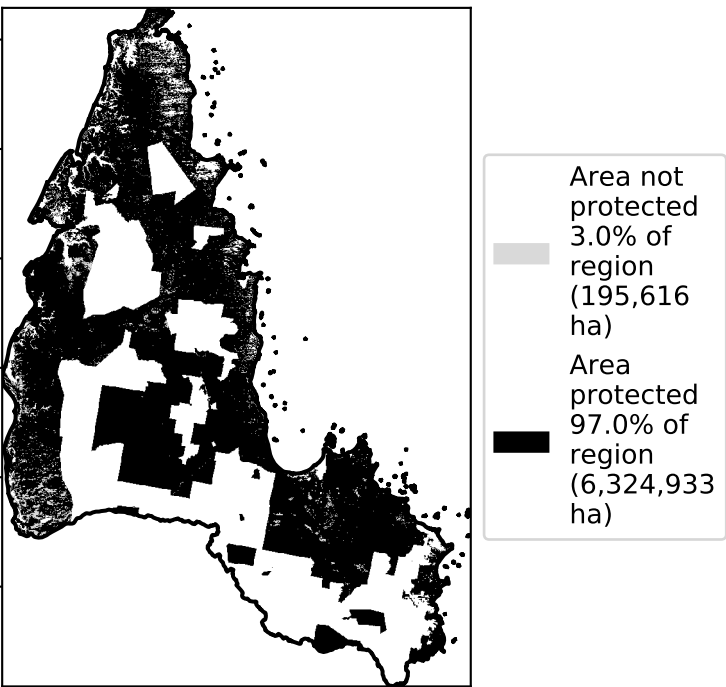 Area not
protected
3.0% of
region
(195,616
ha)
Area
protected
97.0% of
region
(6,324,933
ha)